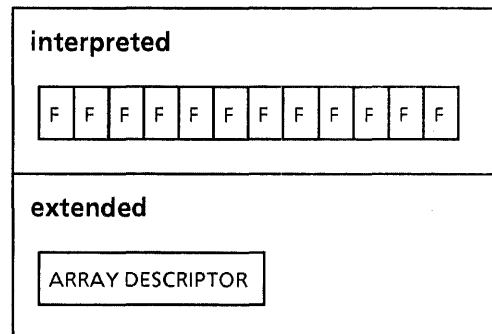 interpreted
F F F F F F F F F F F F
extended
ARRAY DESCRIPTOR